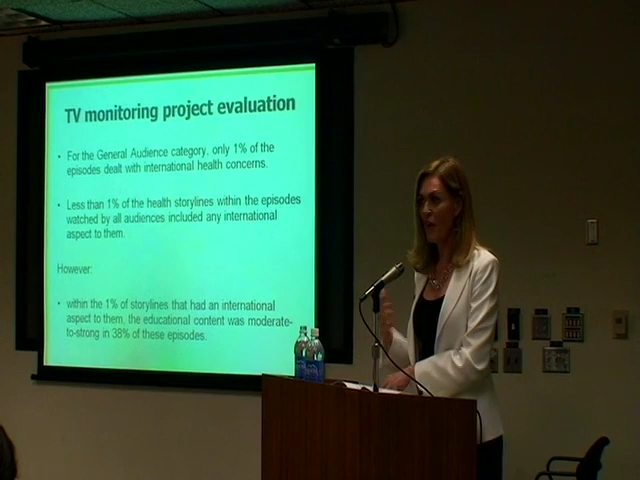 TV monitoring project evaluation
• For the General Audience category, only 1% of the
episodes dealt with international health concerns.
• Less than 1% of the health storylines within the episodes
watched by all audiences included any international
aspect to them.
However:
• within the 1% of storylines that had an international
aspect to them, the educational content was moderate-
to-strong in 38% of these episodes.